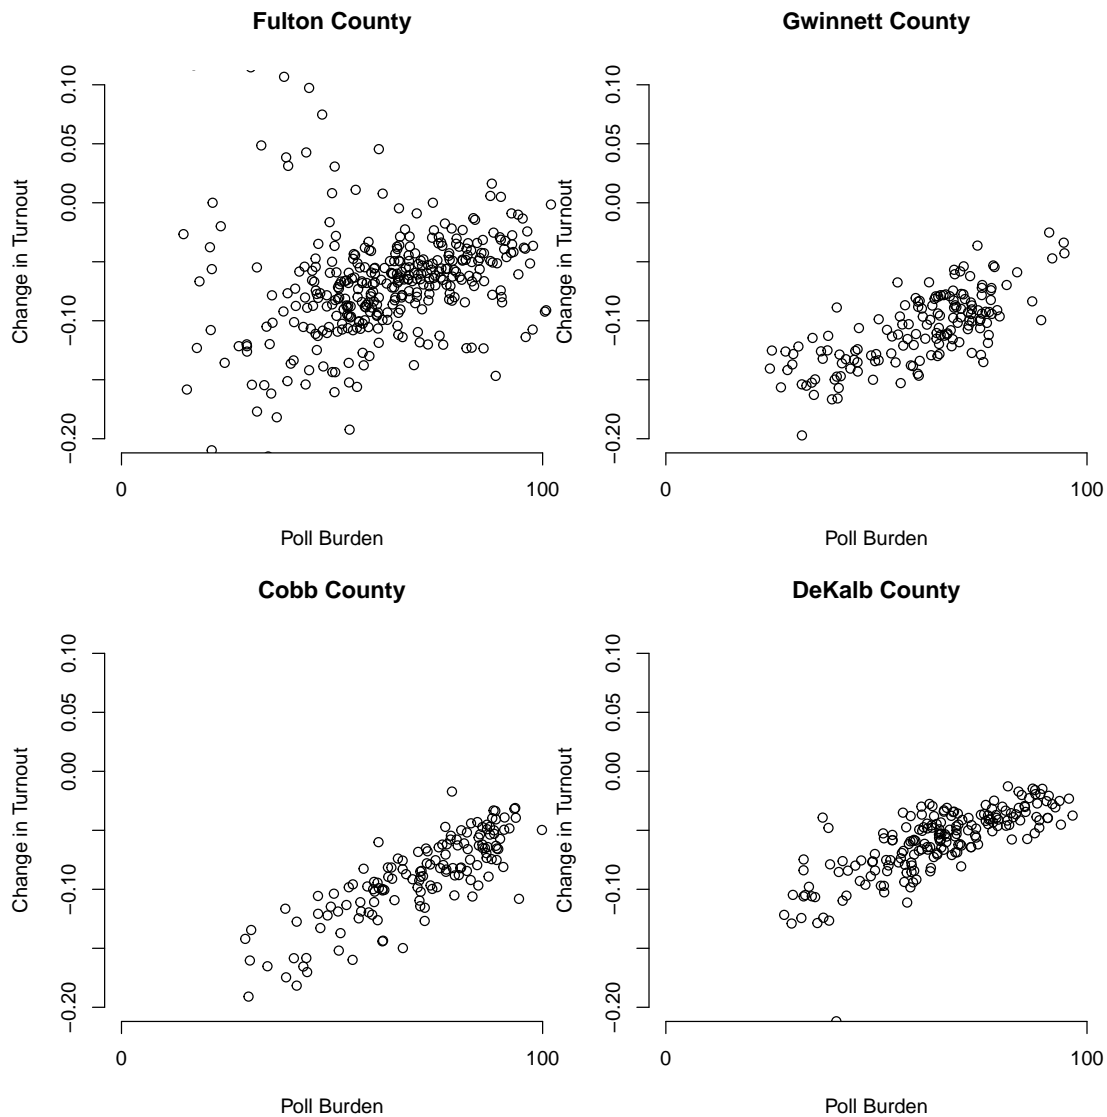 Fulton County
Change in Turnout
0.10
0.05
0.00
−0.10
−0.20
0
100
Poll Burden
Gwinnett County
Change in Turnout
0.10
0.05
0.00
−0.10
−0.20
0
100
Poll Burden
Cobb County
Change in Turnout
0.10
0.05
0.00
−0.10
−0.20
0
100
Poll Burden
DeKalb County
Change in Turnout
0.10
0.05
0.00
−0.10
−0.20
0
100
Poll Burden